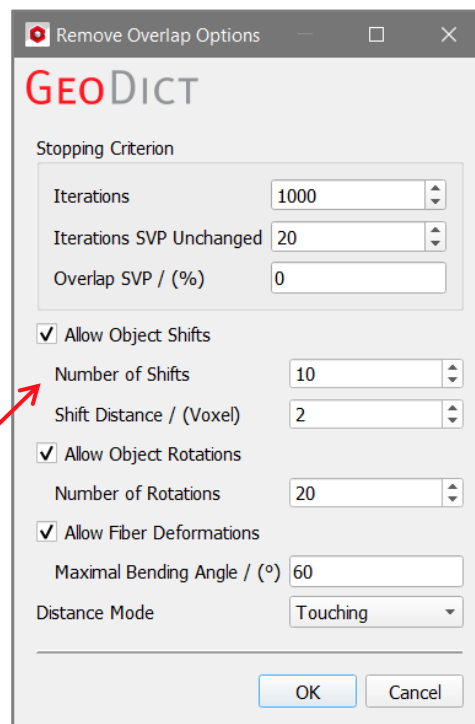 Remove Overlap Options
GEODICT
Stopping Criterion
Iterations 1000
Iterations SVP Unchanged 20
Overlap SVP / (%) 0
Allow Object Shifts
Number of Shifts 10
Shift Distance / (Voxel) 2
Allow Object Rotations
Number of Rotations 20
Allow Fiber Deformations
Maximal Bending Angle / (°) 60
Distance Mode Touching
OK Cancel